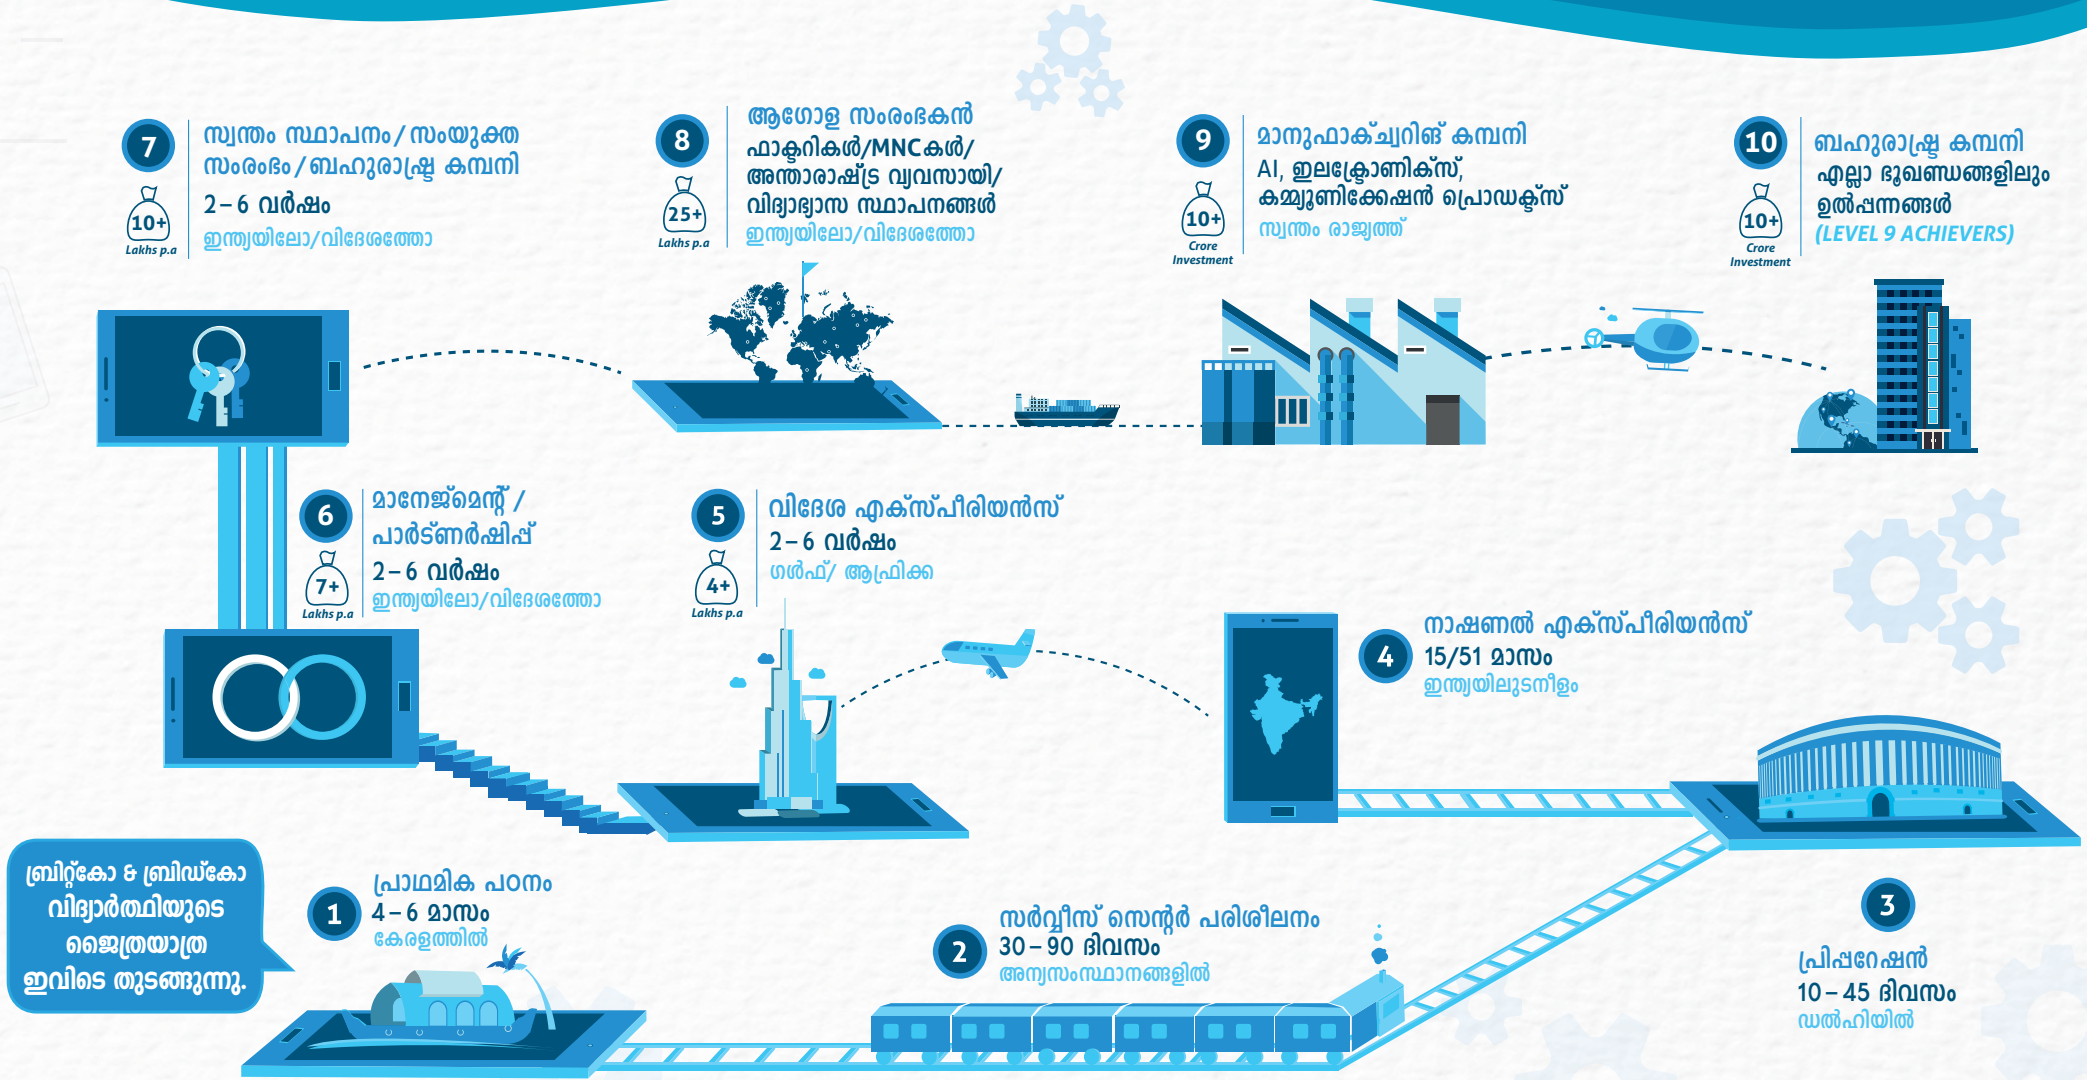 7
സ്വന്തം സ്ഥാപനം/സംയുക്ത
സംരംഭം/ബഹുരാഷ്ട്ര കമ്പനി
2-6 വർഷം
ഇന്ത്യയിലോ/വിദേശത്തോ
10+
Lakhs p.a
8
ആഗോള സംരംഭകൻ
ഫാക്ടറികൾ/MNCകൾ/
അന്താരാഷ്ട്ര വ്യവസായി/
വിദ്യാഭ്യാസ സ്ഥാപനങ്ങൾ
ഇന്ത്യയിലോ/വിദേശത്തോ
25+
Lakhs p.a
9
മാനുഫാക്ച്വറിങ് കമ്പനി
AI, ഇലക്ട്രോണിക്സ്,
കമ്മ്യൂണിക്കേഷൻ പ്രൊഡക്ട്സ്
സ്വന്തം രാജ്യത്ത്
10+
Crore
Investment
10
ബഹുരാഷ്ട്ര കമ്പനി
എല്ലാ ഭൂഖണ്ഡങ്ങളിലും
ഉൽപ്പന്നങ്ങൾ
(LEVEL 9 ACHIEVERS)
10+
Crore
Investment
6
മാനേജ്മെന്റ് /
പാർട്ണർഷിപ്പ്
2-6 വർഷം
ഇന്ത്യയിലോ/വിദേശത്തോ
7+
Lakhs p.a
5
വിദേശ എക്സ്പീരിയൻസ്
2-6 വർഷം
ഗൾഫ്/ ആഫ്രിക്ക
4+
Lakhs p.a
4
നാഷണൽ എക്സ്പീരിയൻസ്
15/51 മാസം
ഇന്ത്യയിലുടനീളം
ബ്രിറ്റ്കോ & ബ്രിഡ്കോ
വിദ്യാർത്ഥിയുടെ
ജൈത്രയാത്ര
ഇവിടെ തുടങ്ങുന്നു.
1
പ്രാഥമിക പഠനം
4-6 മാസം
കേരളത്തിൽ
2
സർവ്വീസ് സെന്റർ പരിശീലനം
30-90 ദിവസം
അന്യസംസ്ഥാനങ്ങളിൽ
3
പ്രിപ്പറേഷൻ
10-45 ദിവസം
ഡൽഹിയിൽ